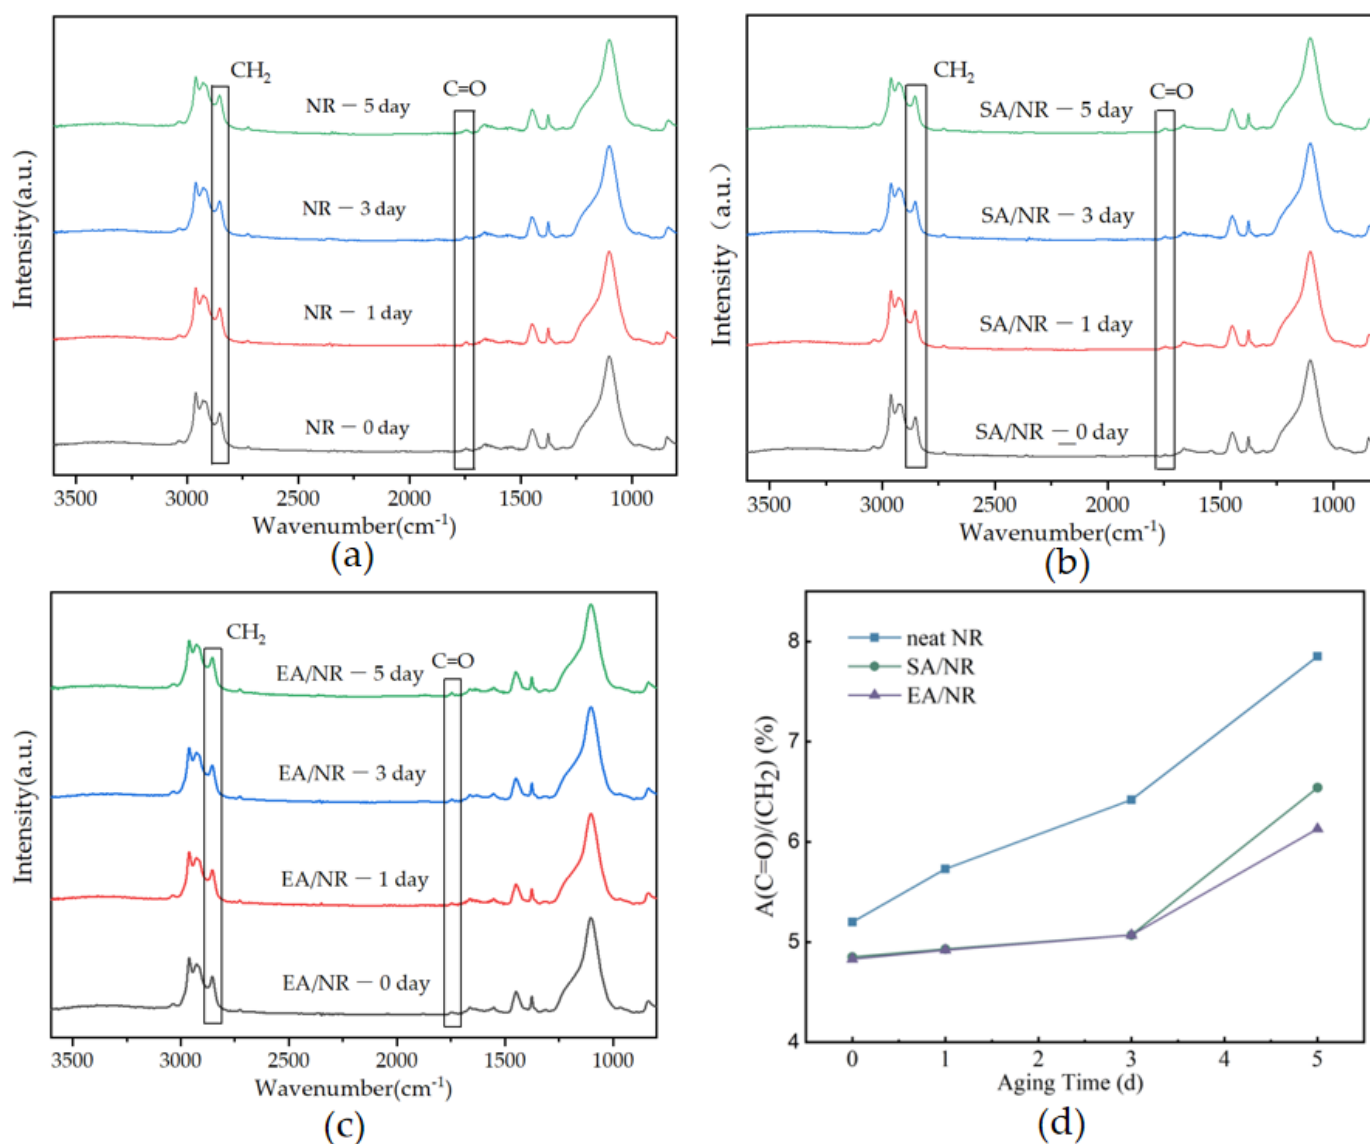 CH₂
C=O
NR — 5 day
NR — 3 day
NR — 1 day
NR — 0 day
Intensity(a.u.)
3500 3000 2500 2000 1500 1000
Wavenumber(cm⁻¹)
(a)
CH₂
C=O
SA/NR — 5 day
SA/NR — 3 day
SA/NR — 1 day
SA/NR — 0 day
Intensity（a.u.）
3500 3000 2500 2000 1500 1000
Wavenumber(cm⁻¹)
(b)
CH₂
C=O
EA/NR — 5 day
EA/NR — 3 day
EA/NR — 1 day
EA/NR — 0 day
Intensity(a.u.)
3500 3000 2500 2000 1500 1000
Wavenumber(cm⁻¹)
(c)
neat NR
SA/NR
EA/NR
A(C=O)/(CH₂) (%)
8
7
6
5
4
0 1 2 3 4 5
Aging Time (d)
(d)